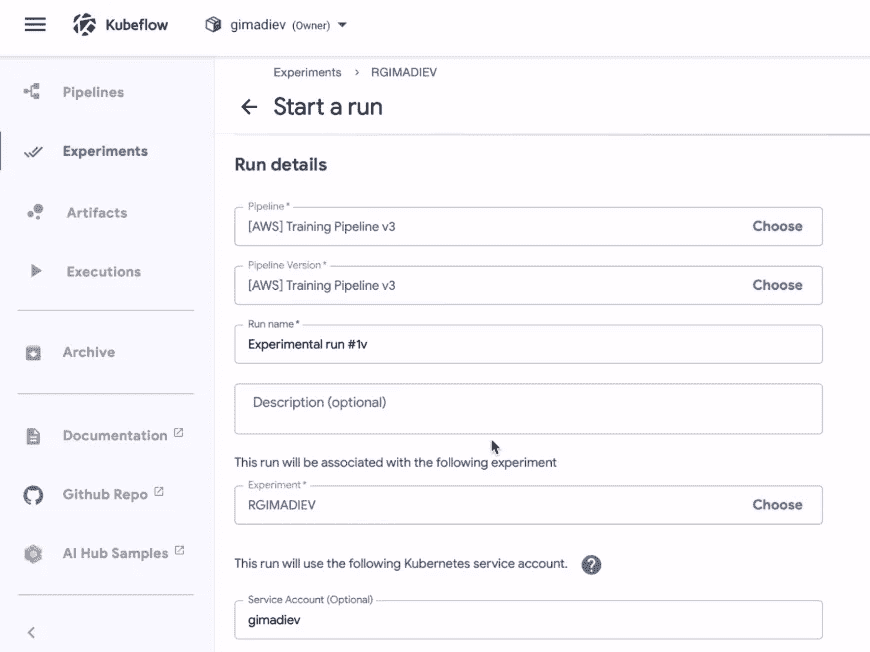 Kubeflow
gimadiev (Owner)
Pipelines
Experiments
Artifacts
Executions
Archive
Documentation
Github Repo
AI Hub Samples
Experiments > RGIMADIEV
Start a run
Run details
Pipeline*
[AWS] Training Pipeline v3 Choose
Pipeline Version*
[AWS] Training Pipeline v3 Choose
Run name*
Experimental run #1v
Description (optional)
This run will be associated with the following experiment
Experiment*
RGIMADIEV Choose
This run will use the following Kubernetes service account. ?
Service Account (Optional)
gimadiev